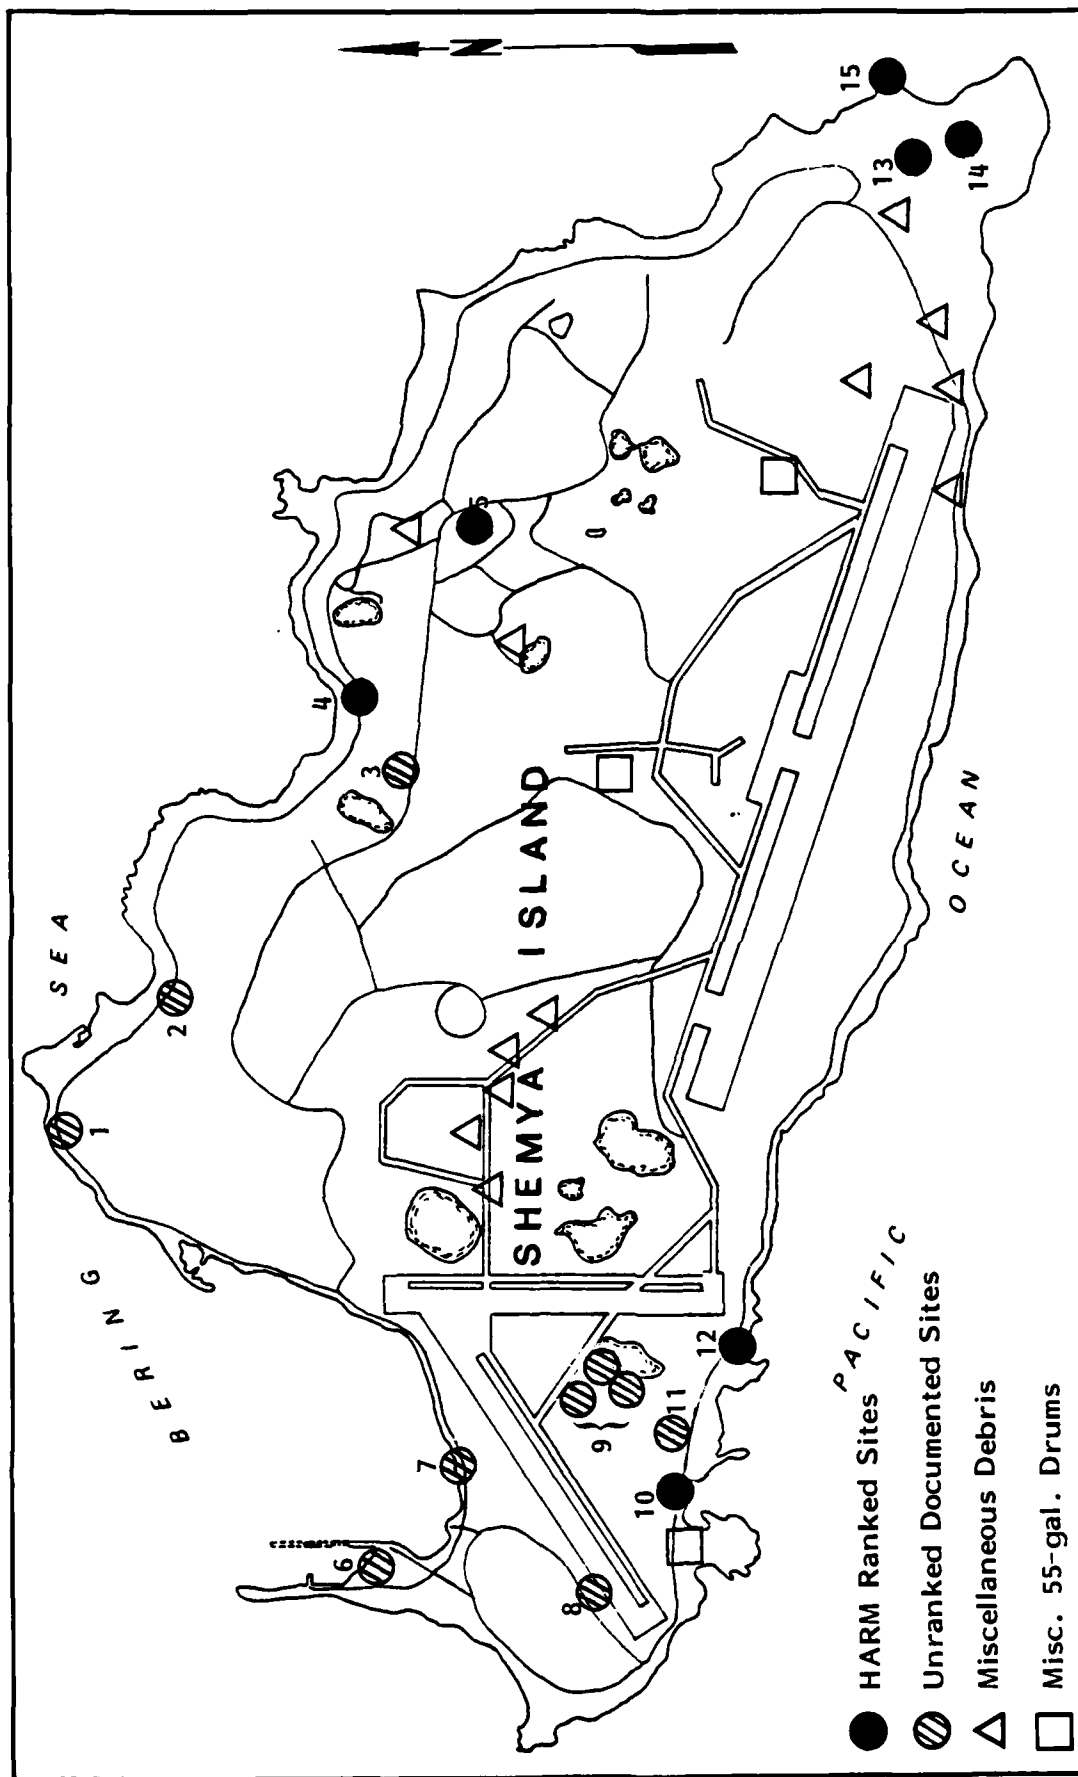 N
BERING
SEA
1
2
3
4
5
6
7
8
9
10
11
12
13
14
15
SHEMYA ISLAND
PACIFIC
OCEAN
HARM Ranked Sites
Unranked Documented Sites
Miscellaneous Debris
Misc. 55-gal. Drums